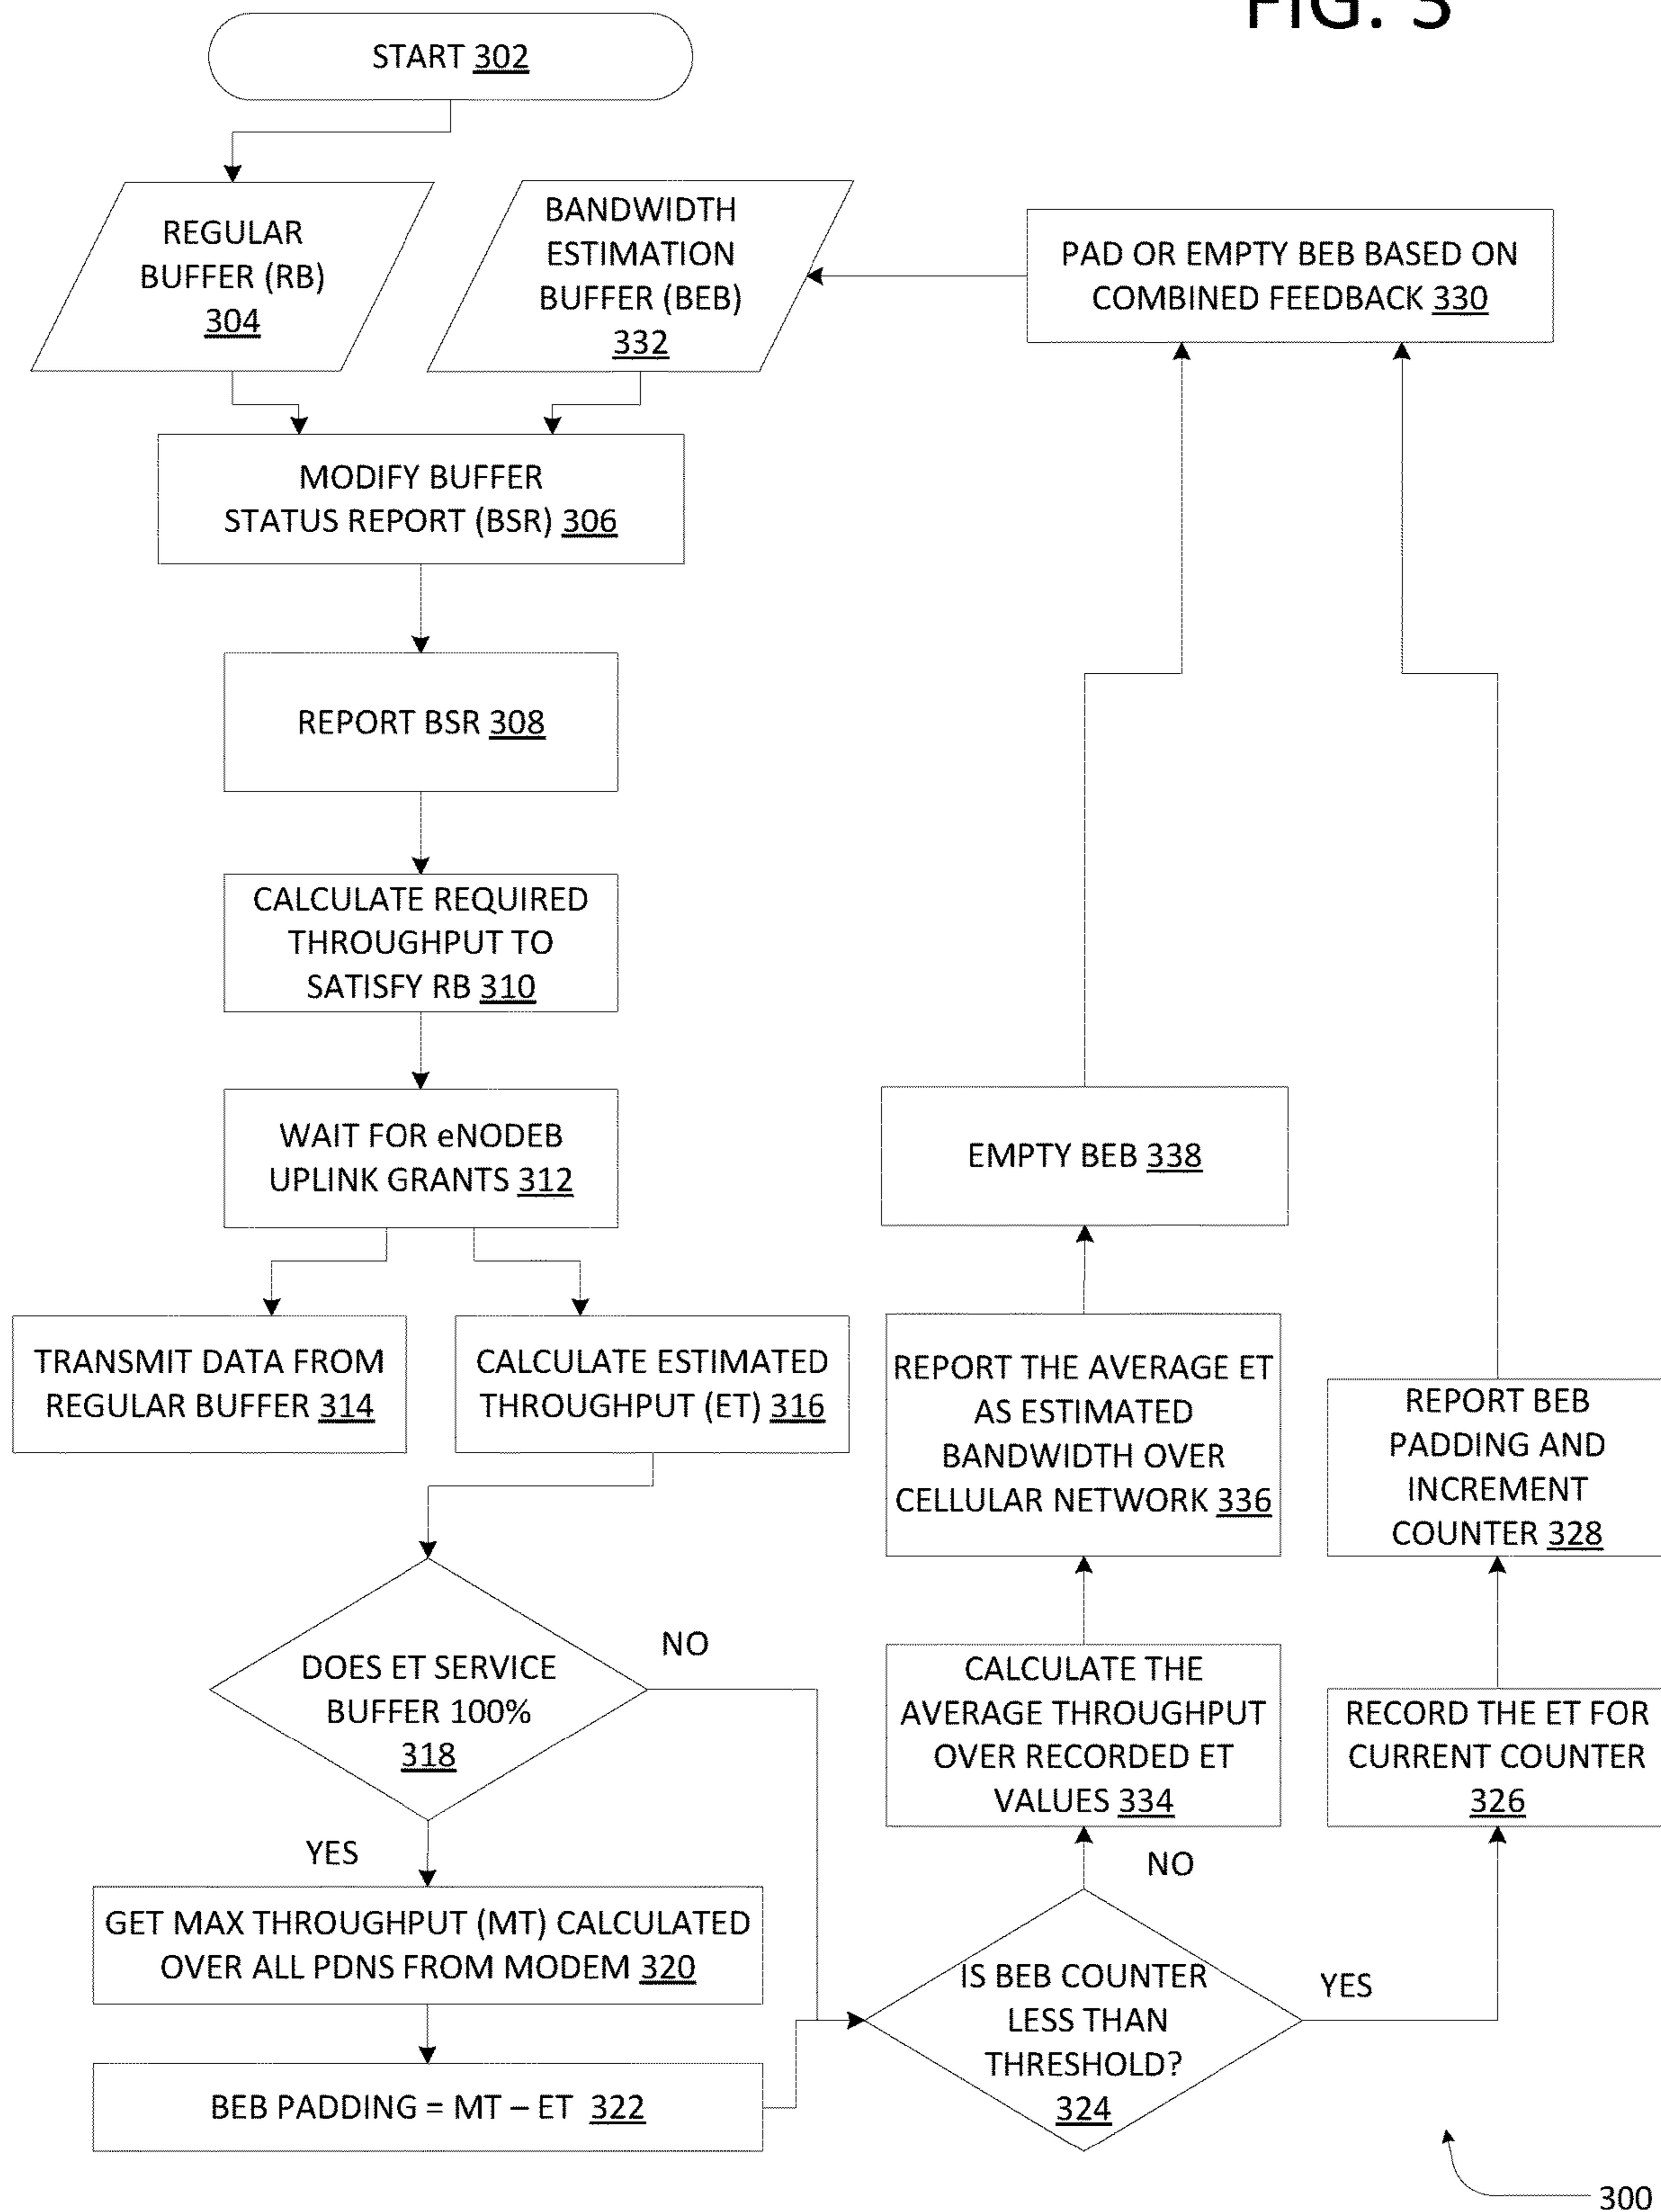 FIG. 3
START 302
REGULAR
BUFFER (RB)
304
BANDWIDTH
ESTIMATION
BUFFER (BEB)
332
PAD OR EMPTY BEB BASED ON
COMBINED FEEDBACK 330
MODIFY BUFFER
STATUS REPORT (BSR) 306
REPORT BSR 308
CALCULATE REQUIRED
THROUGHPUT TO
SATISFY RB 310
WAIT FOR eNODEB
UPLINK GRANTS 312
TRANSMIT DATA FROM
REGULAR BUFFER 314
CALCULATE ESTIMATED
THROUGHPUT (ET) 316
DOES ET SERVICE
BUFFER 100%
318
NO
YES
GET MAX THROUGHPUT (MT) CALCULATED
OVER ALL PDNS FROM MODEM 320
BEB PADDING = MT – ET 322
IS BEB COUNTER
LESS THAN
THRESHOLD?
324
NO
YES
CALCULATE THE
AVERAGE THROUGHPUT
OVER RECORDED ET
VALUES 334
REPORT THE AVERAGE ET
AS ESTIMATED
BANDWIDTH OVER
CELLULAR NETWORK 336
EMPTY BEB 338
RECORD THE ET FOR
CURRENT COUNTER
326
REPORT BEB
PADDING AND
INCREMENT
COUNTER 328
300